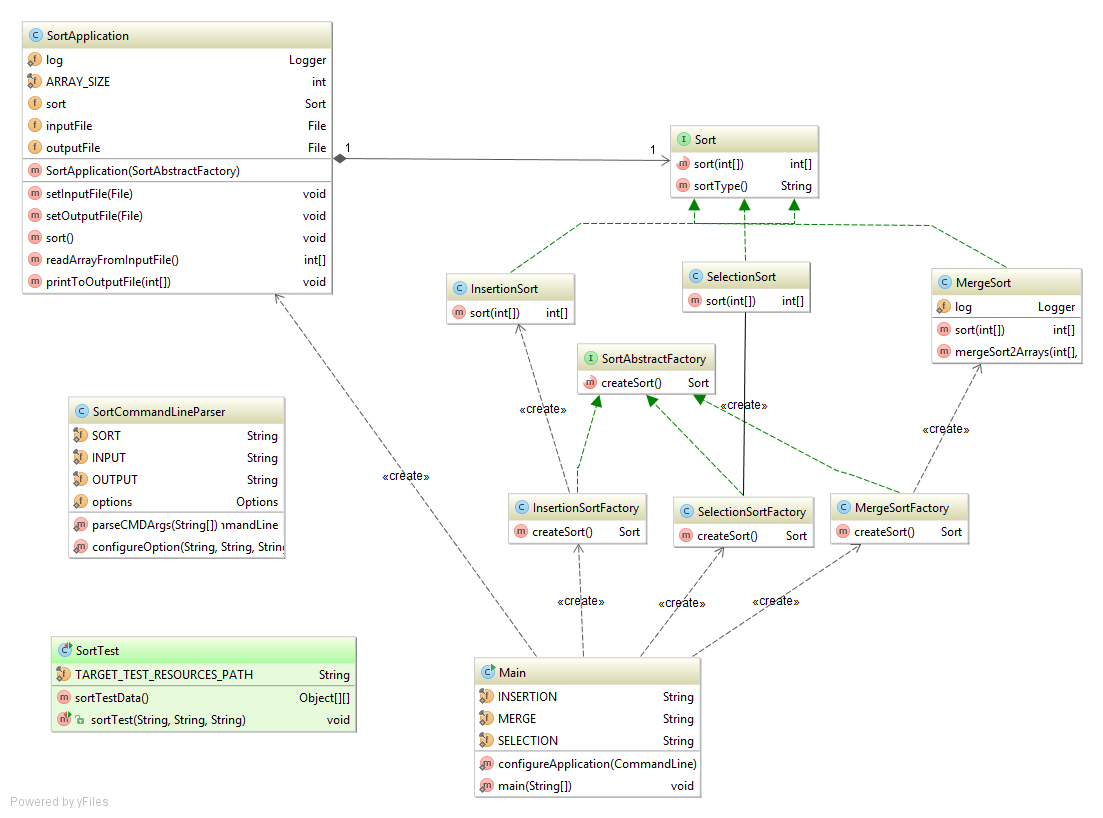 SortApplication
log Logger
ARRAY_SIZE int
sort Sort
inputFile File
outputFile File
SortApplication(SortAbstractFactory)
setInputFile(File) void
setOutputFile(File) void
sort() void
readArrayFromInputFile() int[]
printToOutputFile(int[]) void
1
1
Sort
sort(int[]) int[]
sortType() String
InsertionSort
sort(int[]) int[]
SelectionSort
sort(int[]) int[]
MergeSort
log Logger
sort(int[]) int[]
mergeSort2Arrays(int[],
SortAbstractFactory
createSort() Sort
«create»
«create»
«create»
«create»
SortCommandLineParser
SORT String
INPUT String
OUTPUT String
options Options
parseCMDArgs(String[]) mandLine
configureOption(String, String, Strin
InsertionSortFactory
createSort() Sort
SelectionSortFactory
createSort() Sort
MergeSortFactory
createSort() Sort
«create»
«create»
«create»
SortTest
TARGET_TEST_RESOURCES_PATH String
sortTestData() Object[][]
sortTest(String, String, String) void
Main
INSERTION String
MERGE String
SELECTION String
configureApplication(CommandLine)
main(String[]) void
Powered by yFiles